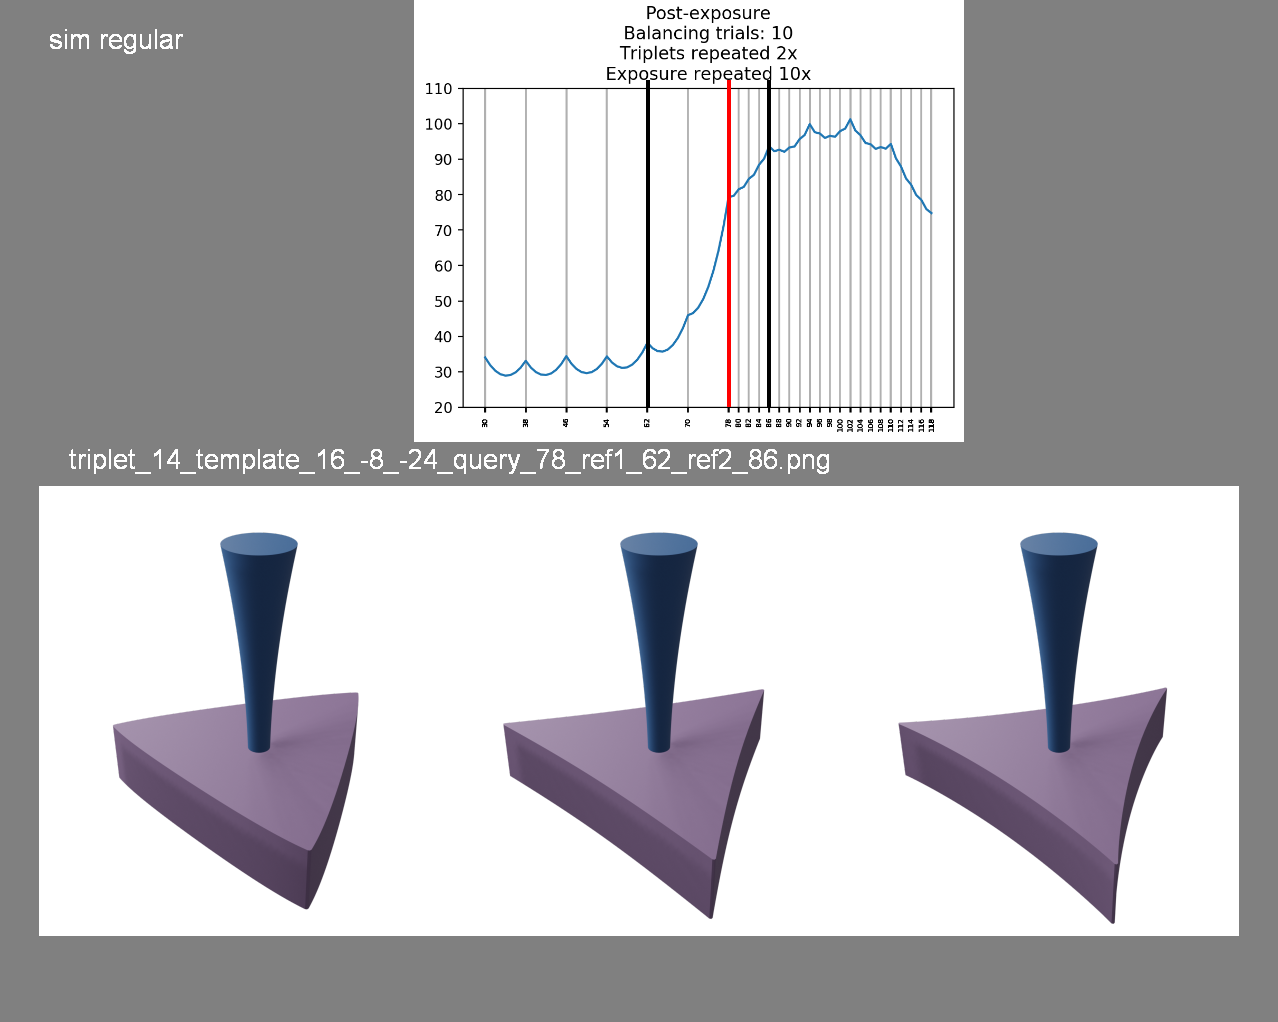 sim regular
Post-exposure
Balancing trials: 10
Triplets repeated 2x
Exposure repeated 10x
110
100
90
80
70
60
50
40
30
20
30 38 46 54 62 70 78 80 82 84 86 88 90 92 94 96 98 100 102 104 106 108 110 112 114 116 118
triplet_14_template_16_-8_-24_query_78_ref1_62_ref2_86.png